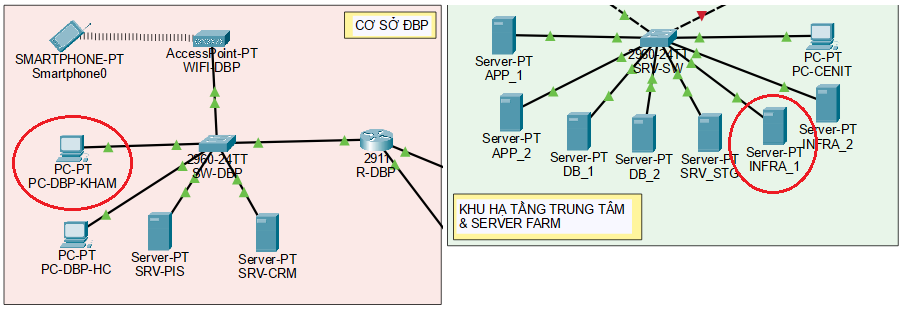 CƠ SỞ ĐBP
SMARTPHONE-PT
Smartphone0
AccessPoint-PT
WIFI-DBP
PC-PT
PC-DBP-KHAM
2960-24TT
SW-DBP
2911
R-DBP
PC-PT
PC-DBP-HC
Server-PT
SRV-PIS
Server-PT
SRV-CRM
Server-PT
APP_1
2960-24TT
SRV-SW
PC-PT
PC-CENIT
Server-PT
APP_2
Server-PT
DB_1
Server-PT
DB_2
Server-PT
SRV_STG
Server-PT
INFRA_1
Server-PT
INFRA_2
KHU HẠ TẦNG TRUNG TÂM
& SERVER FARM